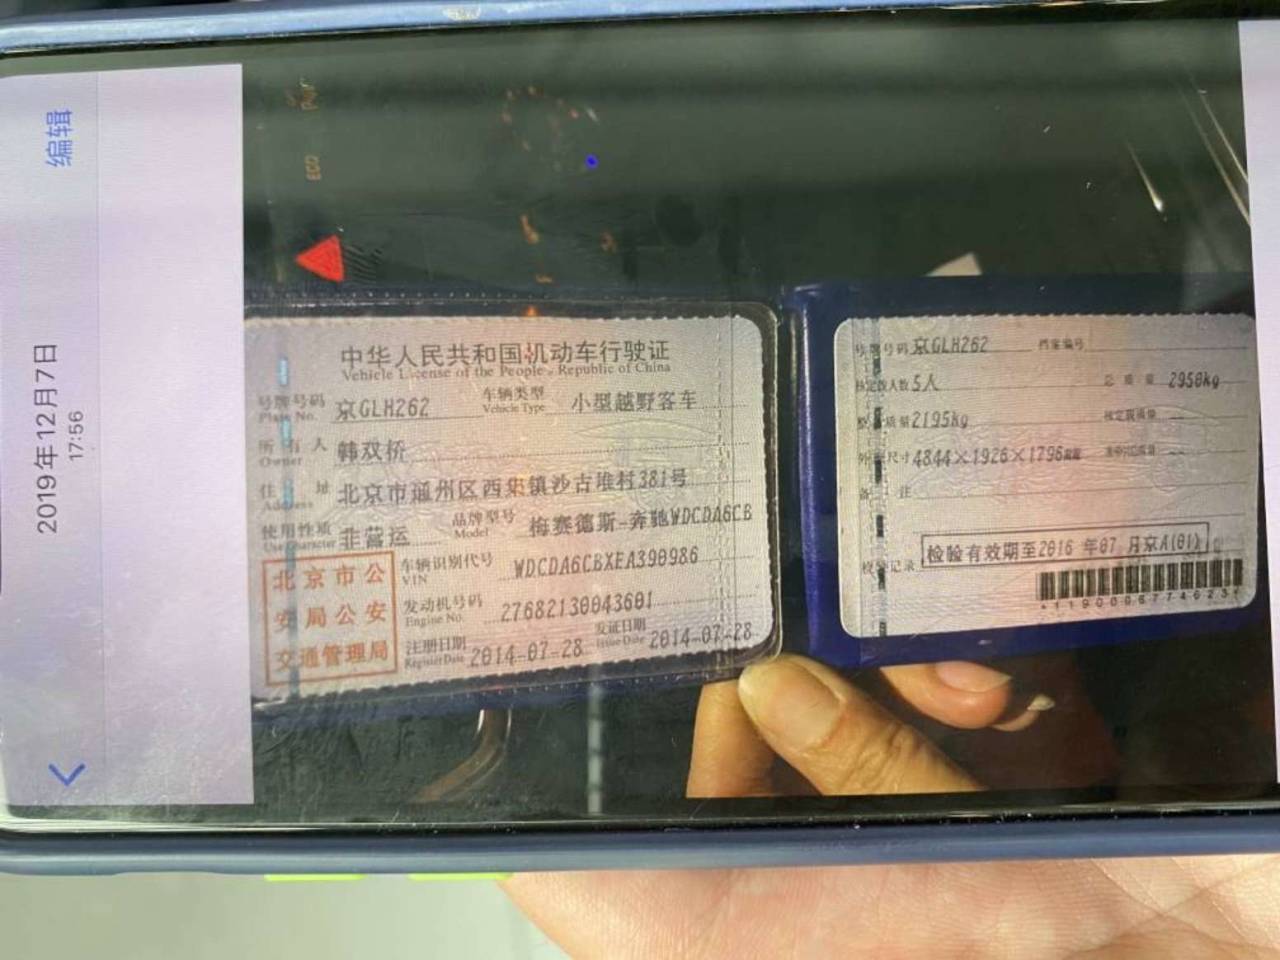 编辑
2019年12月7日
17:56
ECO
中华人民共和国机动车行驶证
Vehicle License of the People's Republic of China
号牌号码 京GLH262 车辆类型 小型越野客车
Plate No. Vehicle Type
所有人 韩双桥
Owner
住址 北京市通州区西集镇沙古堆村381号
Address
使用性质 非营运 品牌型号 梅赛德斯-奔驰WDCDA6CB
Use Character Model
北京市公
安局公安
交通管理局
车辆识别代号 WDCDA6CBXEA390986
VIN
发动机号码 27682130043601
Engine No.
注册日期 2014-07-28 发证日期 2014-07-28
Register Date Issue Date
号牌号码 京GLH262 档案编号
核定载人数 5人 总质量 2950kg
整备质量 2195kg 核定载质量 --
外廓尺寸 4844×1926×1796mm 准牵引总质量 --
备注
检验记录 检验有效期至2016年07月京A(01)